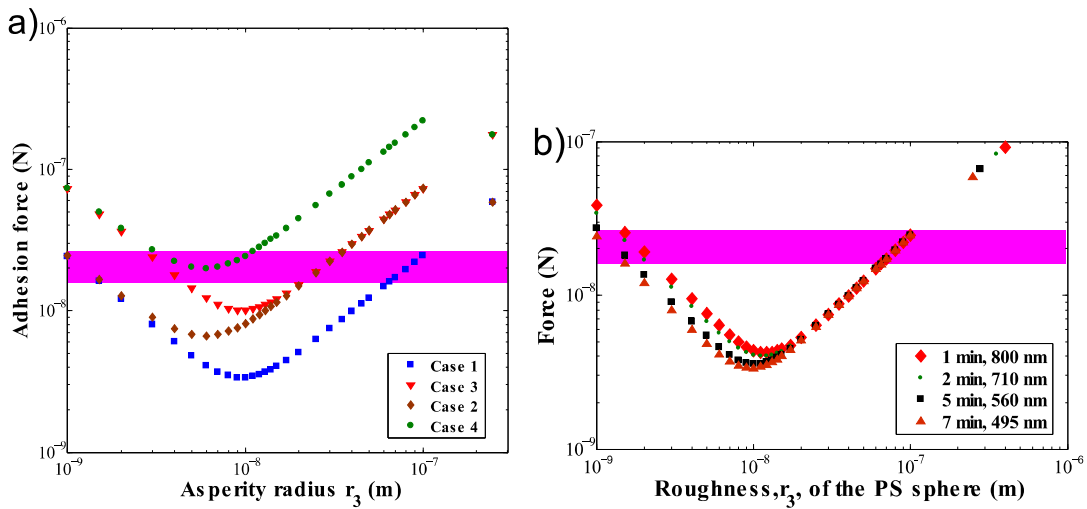 a)
10^-6
10^-7
10^-8
10^-9
Adhesion force (N)
Case 1
Case 3
Case 2
Case 4
10^-9
10^-8
10^-7
Asperity radius r_3 (m)
b)
10^-7
10^-8
10^-9
Force (N)
1 min, 800 nm
2 min, 710 nm
5 min, 560 nm
7 min, 495 nm
10^-9
10^-8
10^-7
10^-6
Roughness,r_3, of the PS sphere (m)